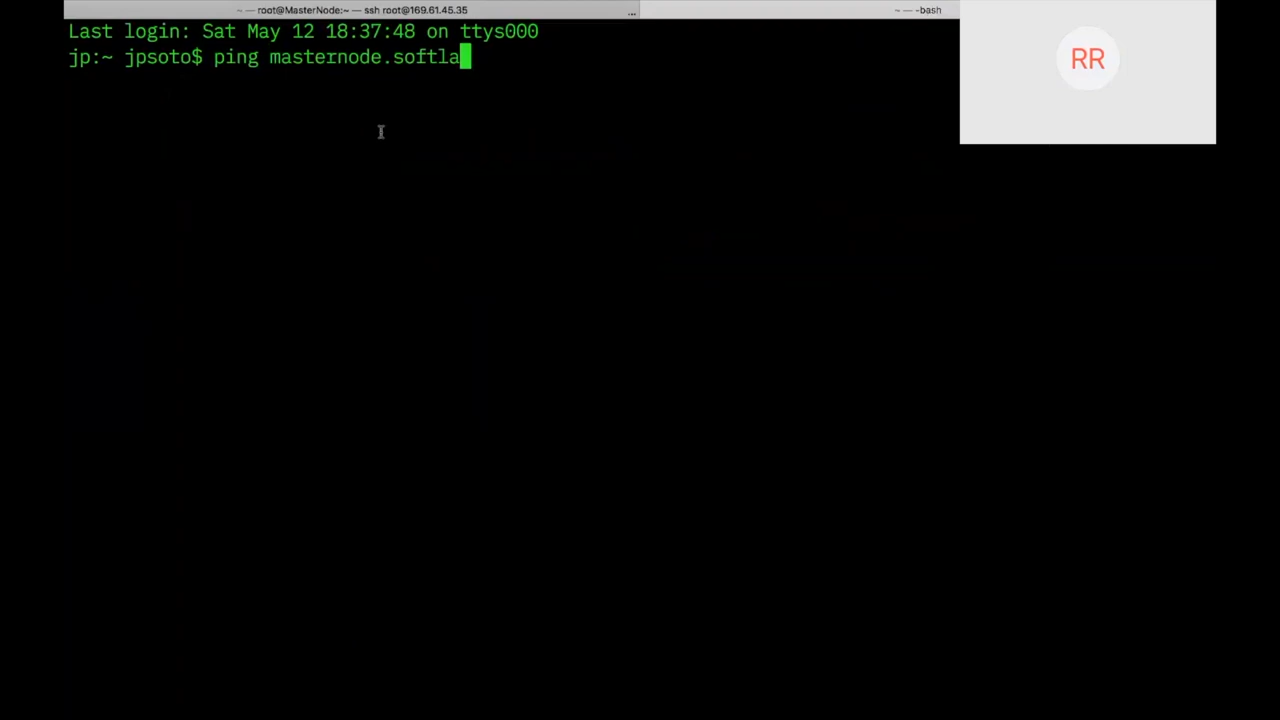 ~ — root@MasterNode:~ — ssh root@169.61.45.35 ...
~ — -bash
RR
Last login: Sat May 12 18:37:48 on ttys000
jp:~ jpsoto$ ping masternode.softla